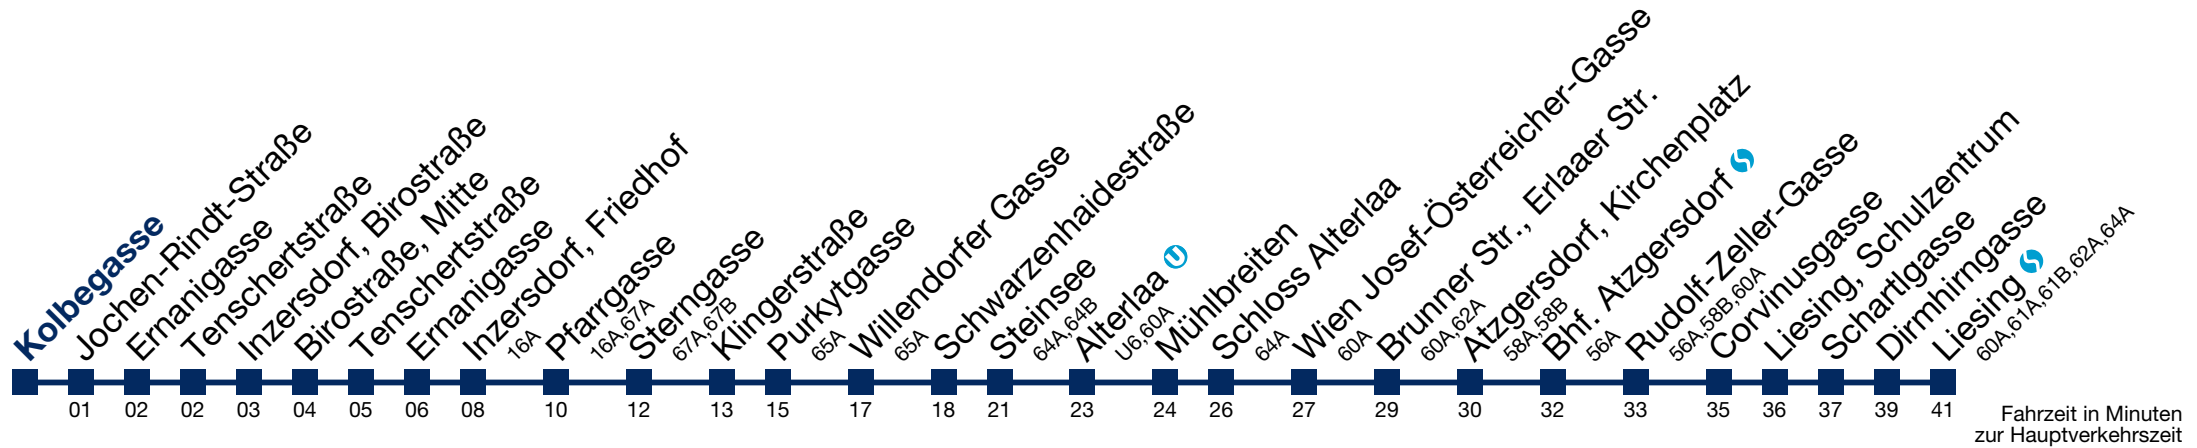 Kolbegasse
Jochen-Rindt-Straße
Ernanigasse
Tenschertstraße
Inzersdorf, Birostraße
Birostraße, Mitte
Tenschertstraße
Ernanigasse
Inzersdorf, Friedhof
Pfarrgasse
16A
Sterngasse
16A,67A
Klingerstraße
67A,67B
Purkytgasse
Willendorfer Gasse
65A
Schwarzenhaidestraße
65A
Steinsee
Alterlaa U
64A,64B
Mühlbreiten
U6,60A
Schloss Alterlaa
Wien Josef-Österreicher-Gasse
64A
Brunner Str., Erlaaer Str.
60A
Atzgersdorf, Kirchenplatz
60A,62A
Bhf. Atzgersdorf S
58A,58B
Rudolf-Zeller-Gasse
56A
Corvinusgasse
56A,58B,60A
Liesing, Schulzentrum
Schartlgasse
Dirmhirngasse
Liesing S
60A,61A,61B,62A,64A
01 02 02 03 04 05 06 08 10 12 13 15 17 18 21 23 24 26 27 29 30 32 33 35 36 37 39 41
Fahrzeit in Minuten
zur Hauptverkehrszeit